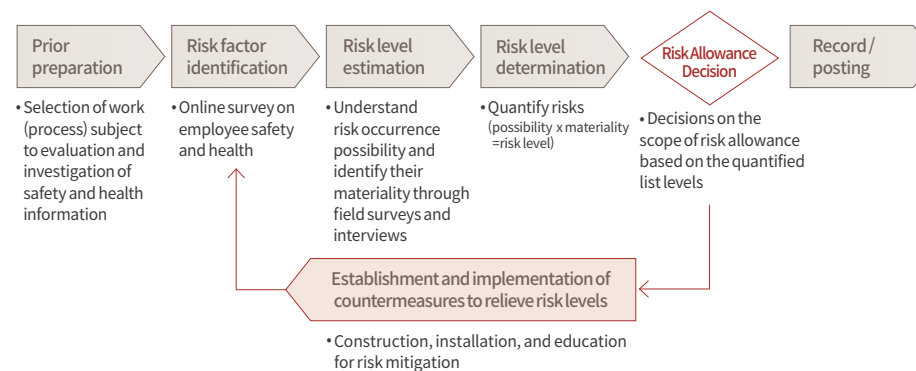 Prior
preparation
• Selection of work
(process) subject
to evaluation and
investigation of
safety and health
information
Risk factor
identification
• Online survey on
employee safety
and health
Risk level
estimation
• Understand
risk occurrence
possibility and
identify their
materiality through
field surveys and
interviews
Risk level
determination
• Quantify risks
(possibility x materiality
=risk level)
Risk Allowance
Decision
• Decisions on the
scope of risk allowance
based on the quantified
list levels
Record /
posting
Establishment and implementation of
countermeasures to relieve risk levels
• Construction, installation, and education
for risk mitigation